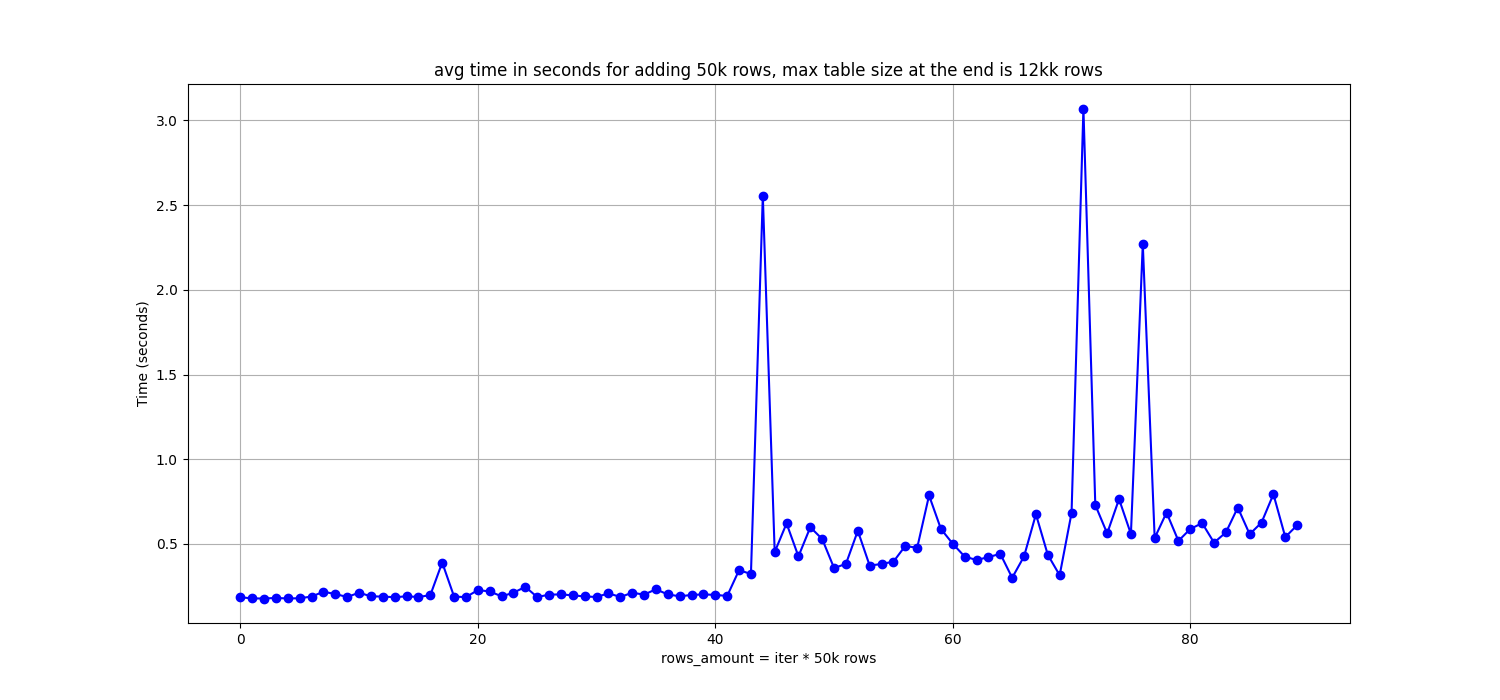 avg time in seconds for adding 50k rows, max table size at the end is 12kk rows
3.0
2.5
2.0
1.5
1.0
0.5
Time (seconds)
0 20 40 60 80
rows_amount = iter * 50k rows